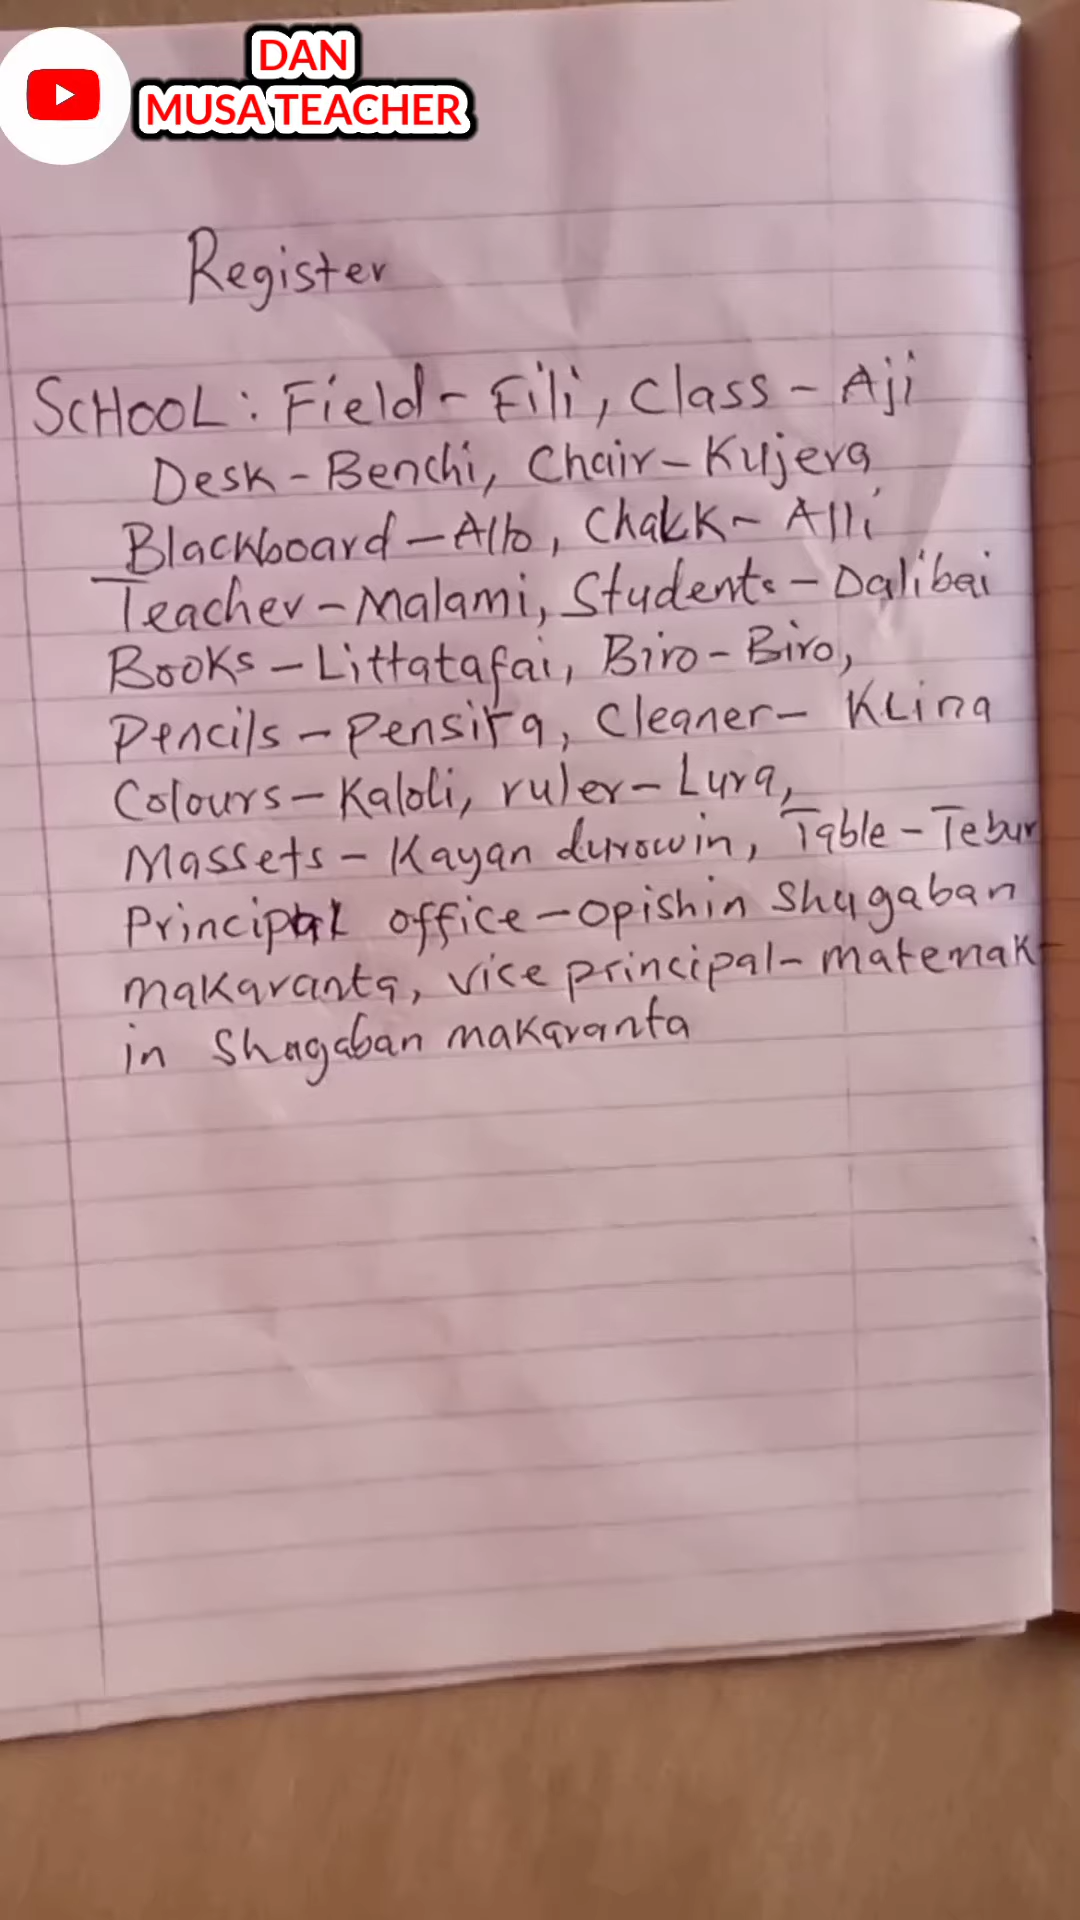 DAN
MUSA TEACHER
Register
SCHOOL: Field - Fili, Class - Aji
Desk - Benchi, Chair - Kujera
Blackboard - Allo, Chalk - Alli
Teacher - Malami, Students - Dalibai
Books - Littatafai, Biro - Biro,
Pencils - Pensira, Cleaner - Klina
Colours - Kaloli, ruler - Lura,
Massets - Kayan durowin, Table - Tebur
Principal office - Opishin Shugaban
makaranta, vice principal - matemak-
in Shugaban makaranta